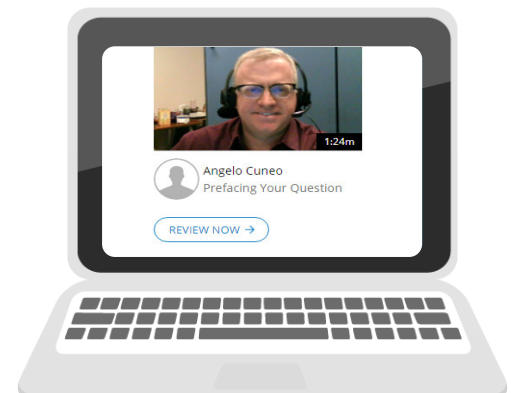 1:24m
Angelo Cuneo
Prefacing Your Question
REVIEW NOW →